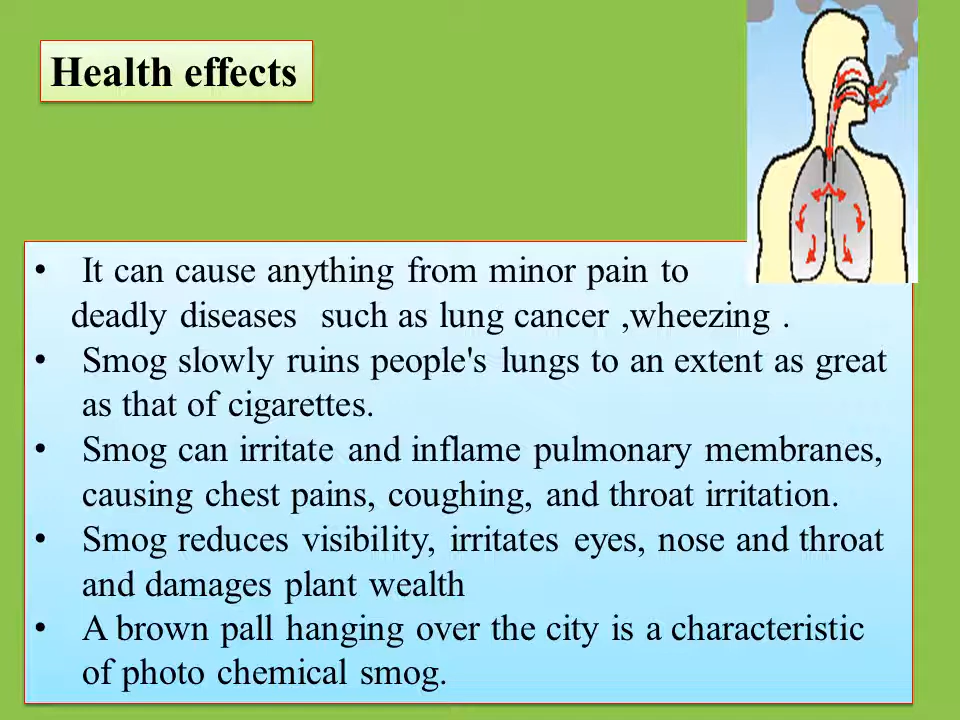 Health effects
• It can cause anything from minor pain to
deadly diseases such as lung cancer ,wheezing .
• Smog slowly ruins people's lungs to an extent as great
as that of cigarettes.
• Smog can irritate and inflame pulmonary membranes,
causing chest pains, coughing, and throat irritation.
• Smog reduces visibility, irritates eyes, nose and throat
and damages plant wealth
• A brown pall hanging over the city is a characteristic
of photo chemical smog.